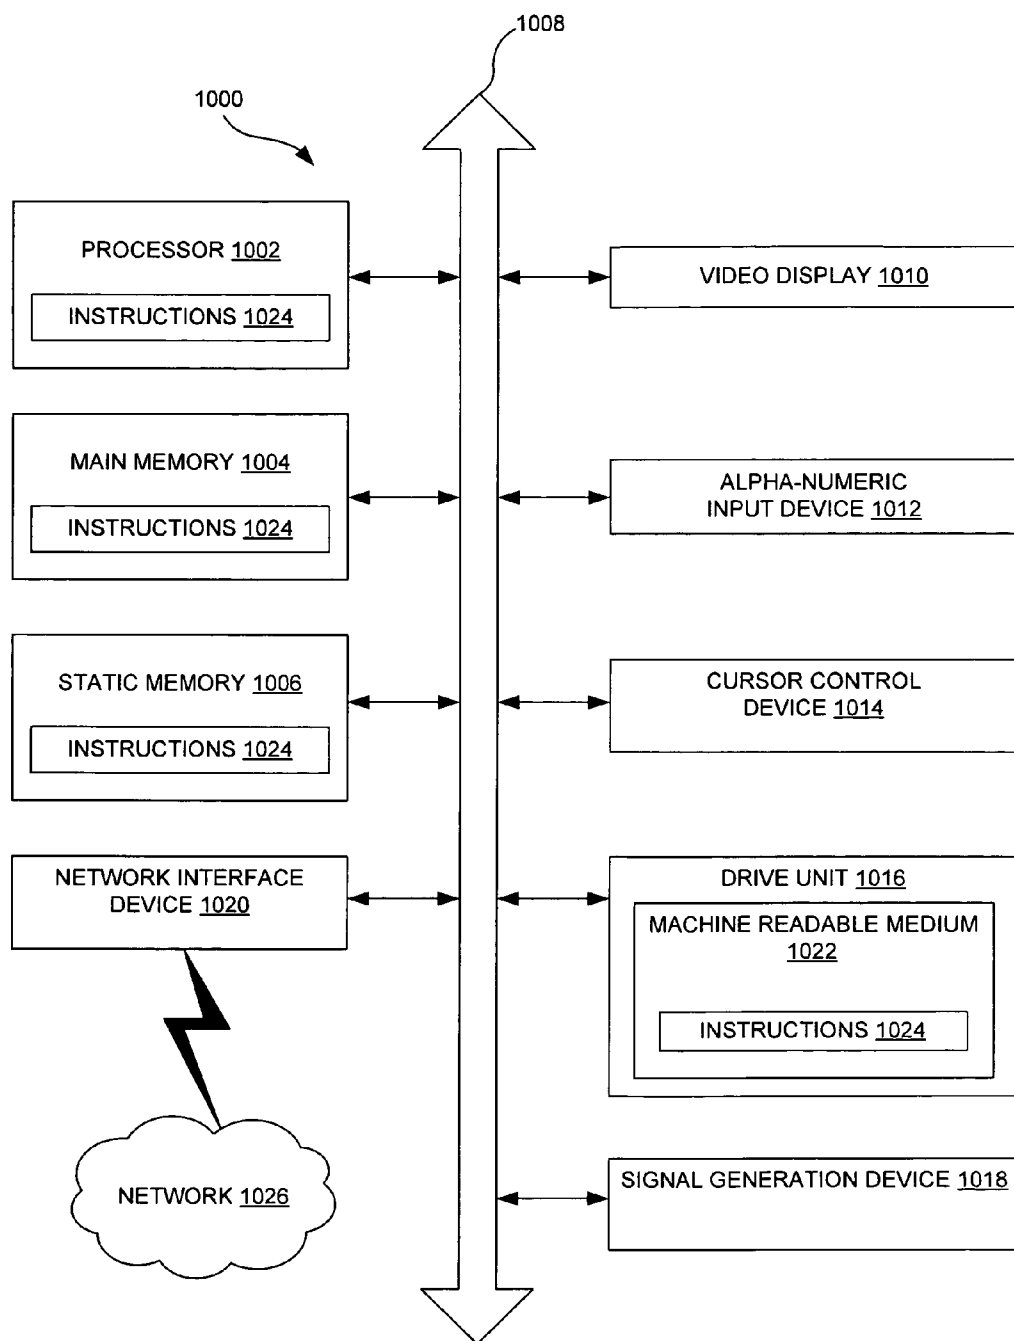 1008
1000
PROCESSOR 1002
INSTRUCTIONS 1024
MAIN MEMORY 1004
INSTRUCTIONS 1024
STATIC MEMORY 1006
INSTRUCTIONS 1024
NETWORK INTERFACE
DEVICE 1020
NETWORK 1026
VIDEO DISPLAY 1010
ALPHA-NUMERIC
INPUT DEVICE 1012
CURSOR CONTROL
DEVICE 1014
DRIVE UNIT 1016
MACHINE READABLE MEDIUM
1022
INSTRUCTIONS 1024
SIGNAL GENERATION DEVICE 1018